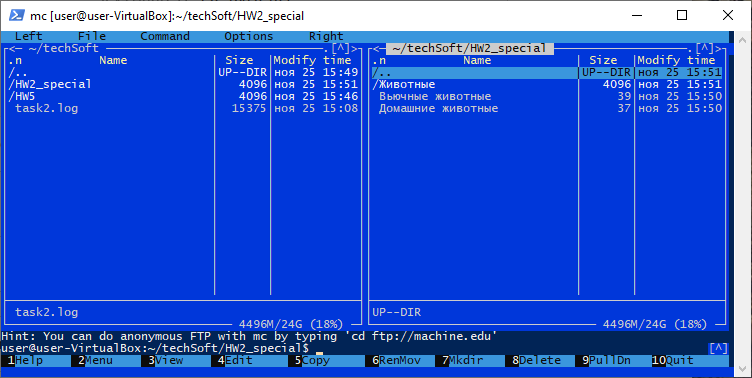 mc [user@user-VirtualBox]:~/techSoft/HW2_special
Left File Command Options Right
<─ ~/techSoft .[^]> <─ ~/techSoft/HW2_special .[^]>
.n Name Size Modify time .n Name Size Modify time
/.. UP--DIR ноя 25 15:49 /.. UP--DIR ноя 25 15:51
/HW2_special 4096 ноя 25 15:51 /Животные 4096 ноя 25 15:51
/HW5 4096 ноя 25 15:46 Вьючные животные 39 ноя 25 15:50
task2.log 15375 ноя 25 15:08 Домашние животные 37 ноя 25 15:50
task2.log UP--DIR
4496M/24G (18%) 4496M/24G (18%)
Hint: You can do anonymous FTP with mc by typing 'cd ftp://machine.edu'
user@user-VirtualBox:~/techSoft/HW2_special$ [^]
1Help 2Menu 3View 4Edit 5Copy 6RenMov 7Mkdir 8Delete 9PullDn 10Quit